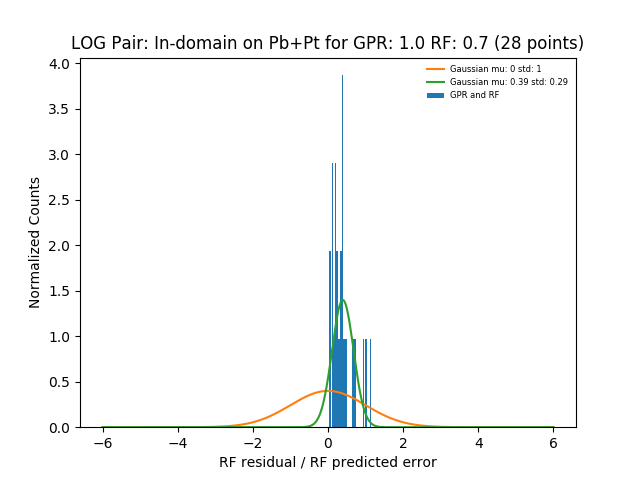 LOG Pair: In-domain on Pb+Pt for GPR: 1.0 RF: 0.7 (28 points)
Gaussian mu: 0 std: 1
Gaussian mu: 0.39 std: 0.29
GPR and RF
Normalized Counts
4.0
3.5
3.0
2.5
2.0
1.5
1.0
0.5
0.0
−6 −4 −2 0 2 4 6
RF residual / RF predicted error